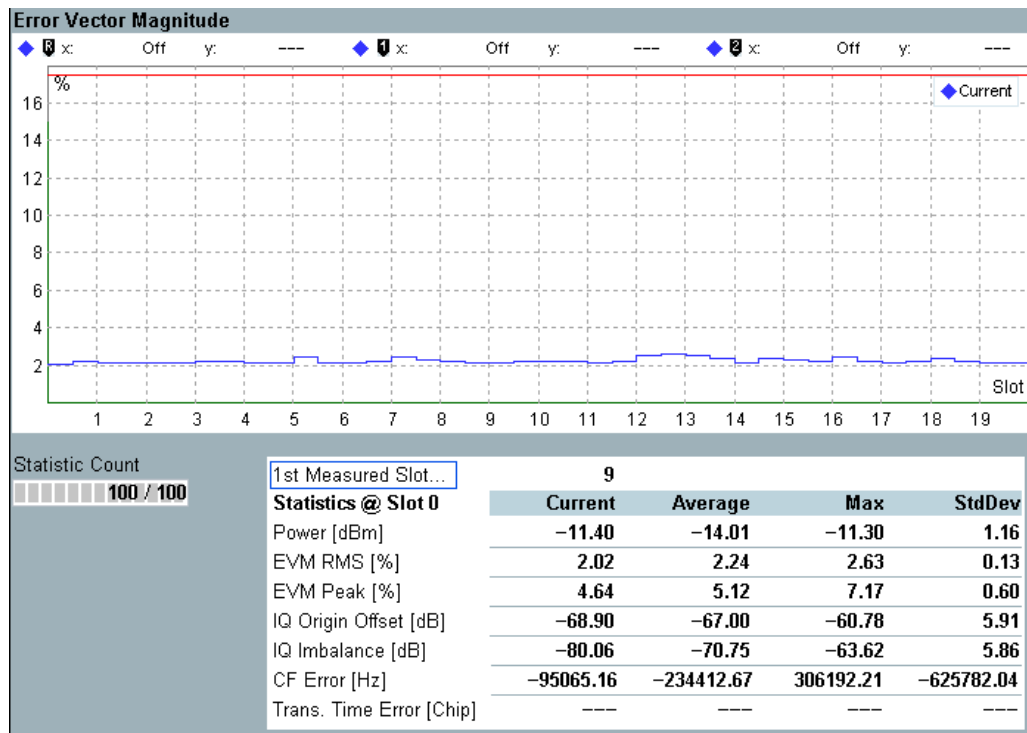 Error Vector Magnitude
R x: Off y: --- 1 x: Off y: --- 2 x: Off y: ---
%
Current
16
14
12
10
8
6
4
2
Slot
1 2 3 4 5 6 7 8 9 10 11 12 13 14 15 16 17 18 19
Statistic Count
100 / 100
1st Measured Slot... 9
Statistics @ Slot 0 Current Average Max StdDev
Power [dBm] −11.40 −14.01 −11.30 1.16
EVM RMS [%] 2.02 2.24 2.63 0.13
EVM Peak [%] 4.64 5.12 7.17 0.60
IQ Origin Offset [dB] −68.90 −67.00 −60.78 5.91
IQ Imbalance [dB] −80.06 −70.75 −63.62 5.86
CF Error [Hz] −95065.16 −234412.67 306192.21 −625782.04
Trans. Time Error [Chip] −−− −−− −−− −−−